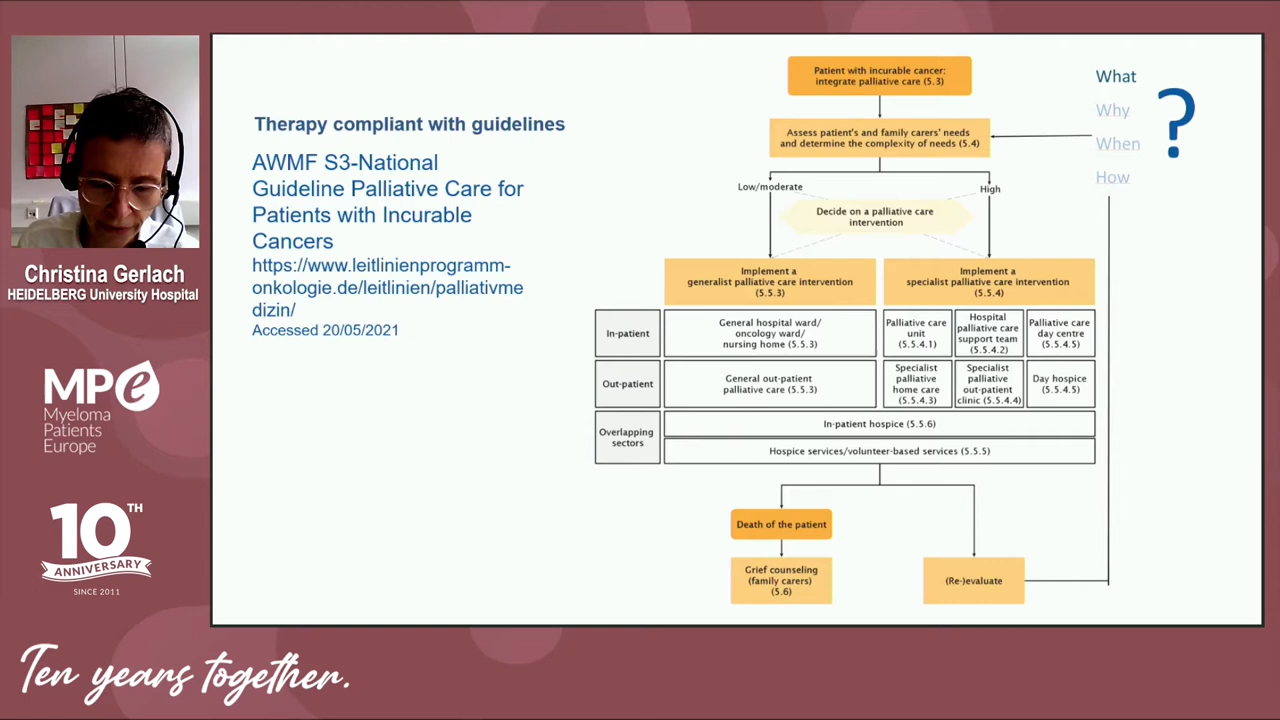 Christina Gerlach
HEIDELBERG University Hospital
MPe
Myeloma
Patients
Europe
10TH
ANNIVERSARY
SINCE 2011
Ten years together.
Therapy compliant with guidelines
AWMF S3-National
Guideline Palliative Care for
Patients with Incurable
Cancers
https://www.leitlinienprogramm-
onkologie.de/leitlinien/palliativme
dizin/
Accessed 20/05/2021
Patient with incurable cancer:
integrate palliative care (5.3)
Assess patient's and family carers' needs
and determine the complexity of needs (5.4)
Low/moderate
High
Decide on a palliative care
intervention
Implement a
generalist palliative care intervention
(5.5.3)
Implement a
specialist palliative care intervention
(5.5.4)
In-patient
General hospital ward/
oncology ward/
nursing home (5.5.3)
Palliative care
unit
(5.5.4.1)
Hospital
palliative care
support team
(5.5.4.2)
Palliative care
day centre
(5.5.4.5)
Out-patient
General out-patient
palliative care (5.5.3)
Specialist
palliative
home care
(5.5.4.3)
Specialist
palliative
out-patient
clinic (5.5.4.4)
Day hospice
(5.5.4.5)
Overlapping
sectors
In-patient hospice (5.5.6)
Hospice services/volunteer-based services (5.5.5)
Death of the patient
Grief counseling
(family carers)
(5.6)
(Re-)evaluate
What
Why
When
How
?